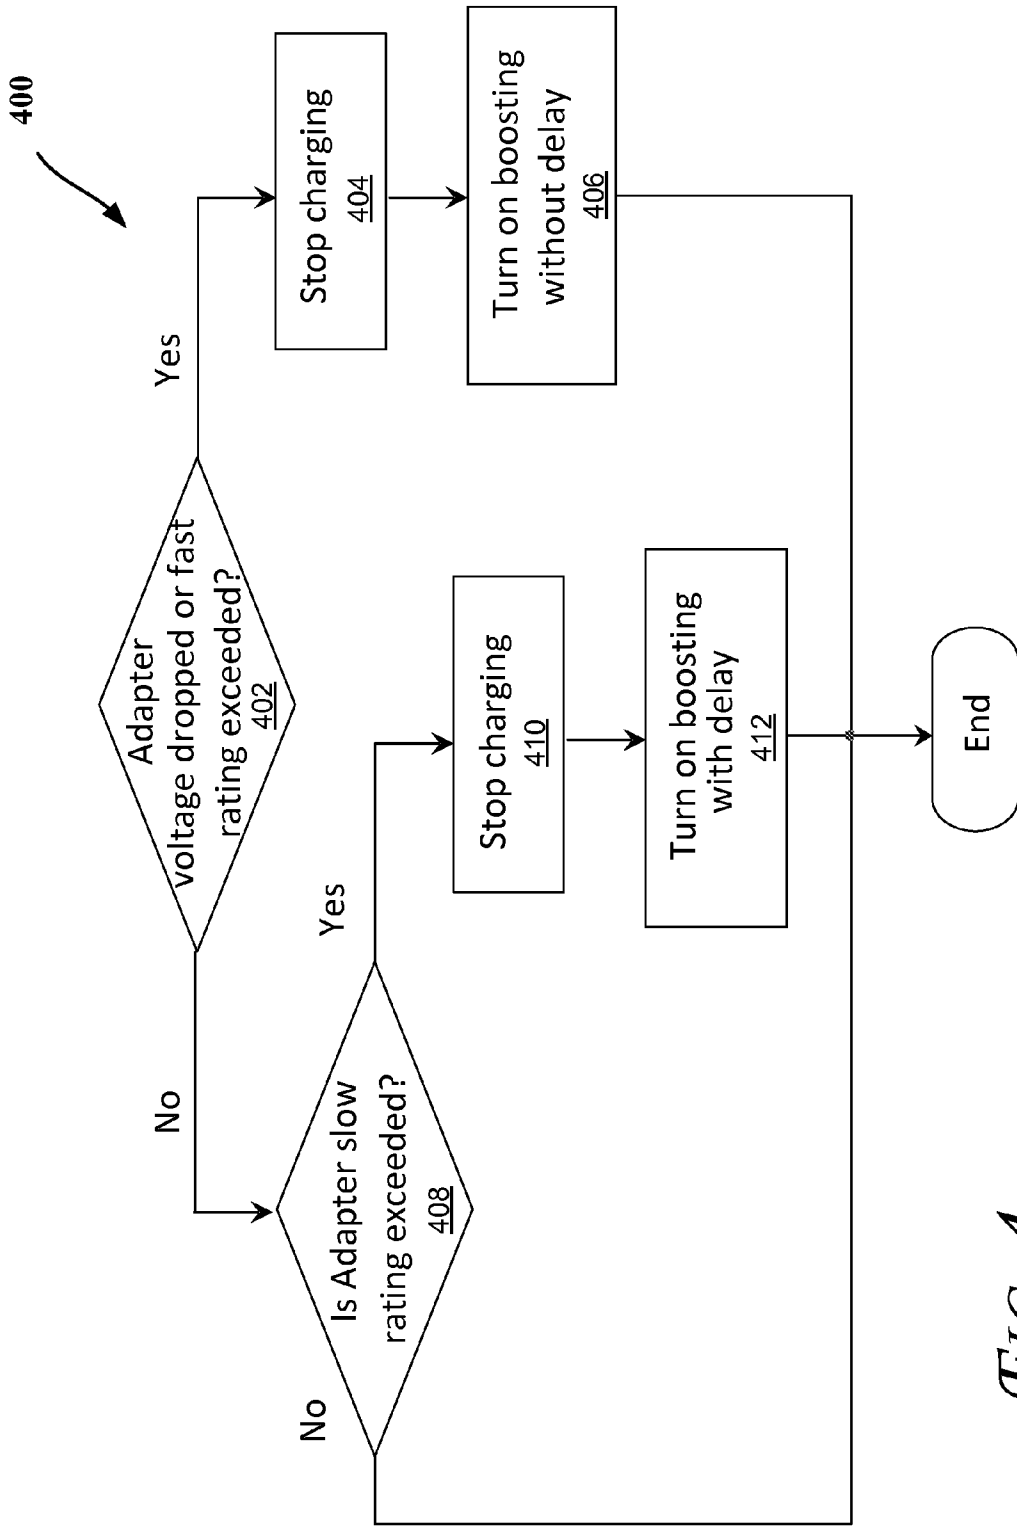 400
Adapter
voltage dropped or fast
rating exceeded?
402
Yes
No
Stop charging
404
Turn on boosting
without delay
406
Is Adapter slow
rating exceeded?
408
Yes
No
Stop charging
410
Turn on boosting
with delay
412
End
FIG. 4